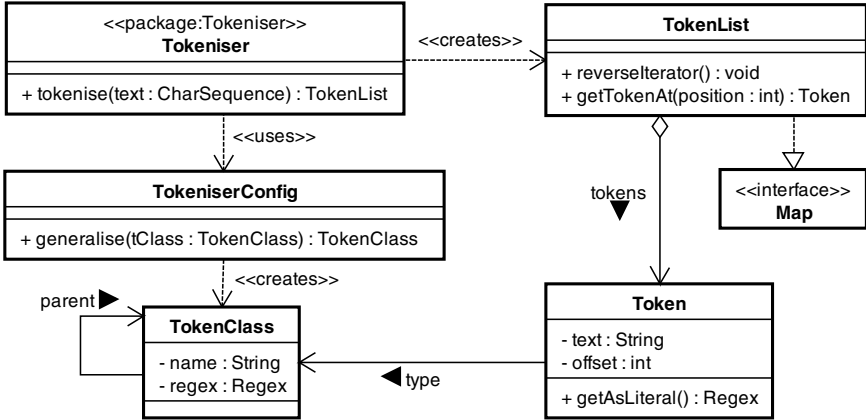 <<package:Tokeniser>>
Tokeniser
+ tokenise(text : CharSequence) : TokenList
<<creates>>
TokenList
+ reverseIterator() : void
+ getTokenAt(position : int) : Token
<<uses>>
TokeniserConfig
+ generalise(tClass : TokenClass) : TokenClass
tokens
<<interface>>
Map
<<creates>>
parent
TokenClass
- name : String
- regex : Regex
type
Token
- text : String
- offset : int
+ getAsLiteral() : Regex